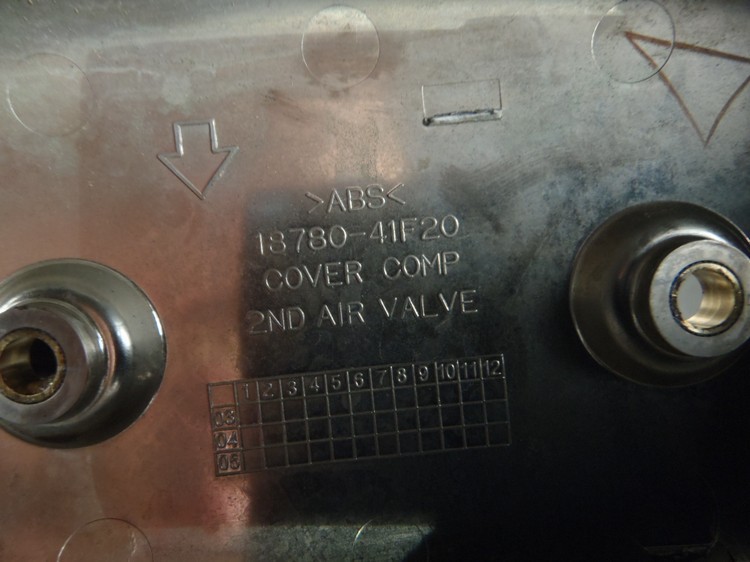 >ABS<
18780-41F20
COVER COMP
2ND AIR VALVE
1 2 3 4 5 6 7 8 9 10 11 12
03
04
05